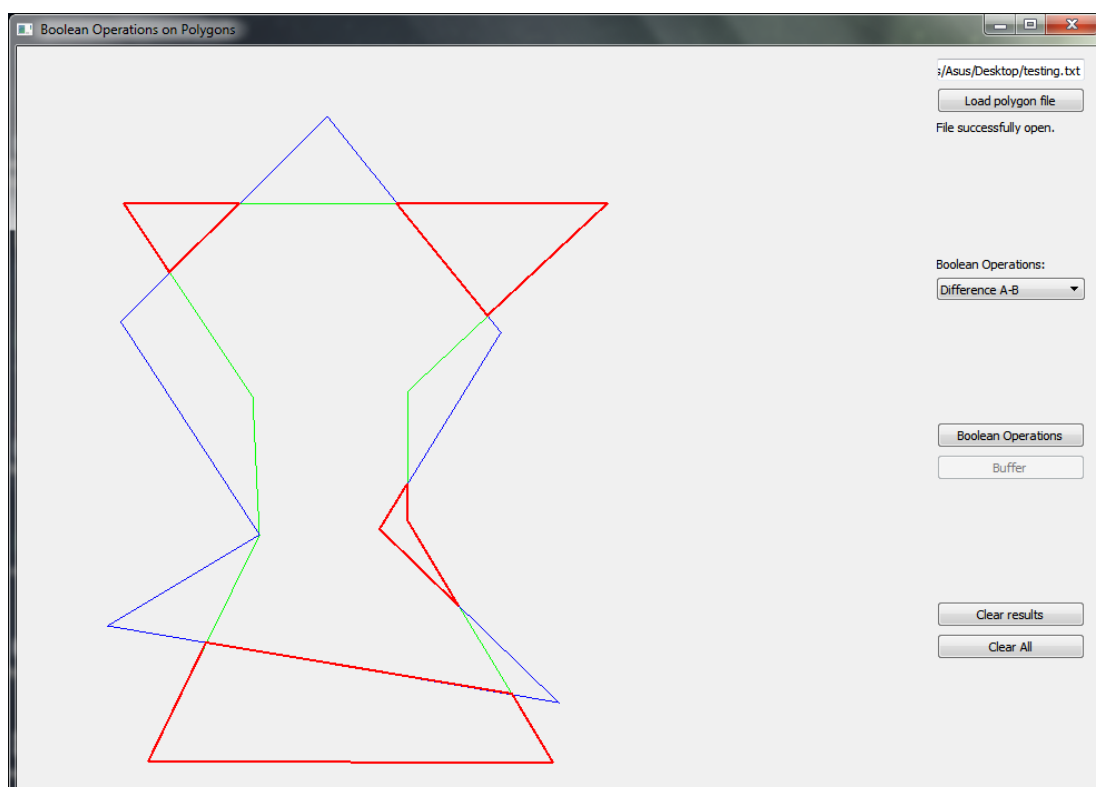 Boolean Operations on Polygons
;/Asus/Desktop/testing.txt
Load polygon file
File successfully open.
Boolean Operations:
Difference A-B
Boolean Operations
Buffer
Clear results
Clear All